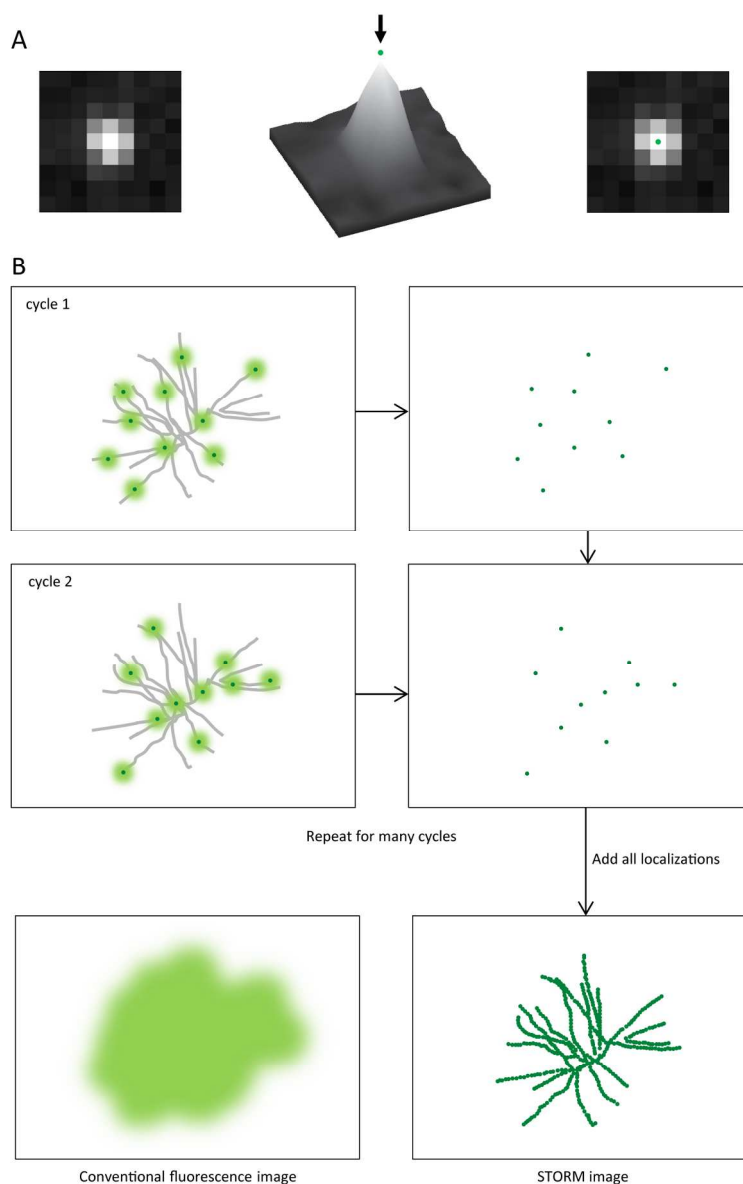 A
B
cycle 1
cycle 2
Repeat for many cycles
Add all localizations
Conventional fluorescence image
STORM image